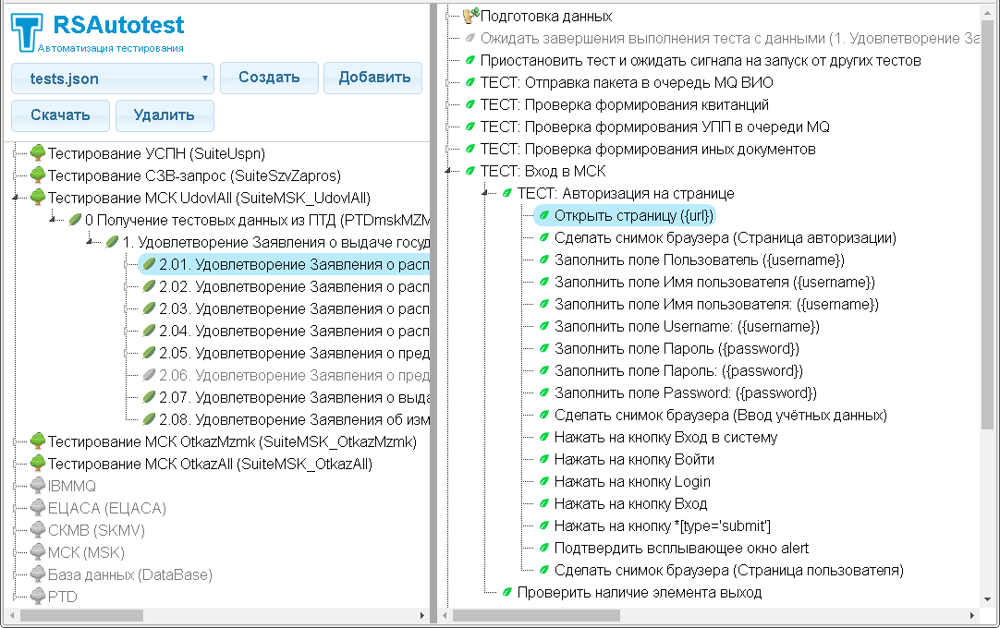 RSAutotest
Автоматизация тестирования
tests.json
Создать
Добавить
Скачать
Удалить
Тестирование УСПН (SuiteUspn)
Тестирование СЗВ-запрос (SuiteSzvZapros)
Тестирование МСК UdovlAll (SuiteMSK_UdovlAll)
0 Получение тестовых данных из ПТД (PTDmskMZM
1. Удовлетворение Заявления о выдаче госуд
2.01. Удовлетворение Заявления о расп
2.02. Удовлетворение Заявления о расп
2.03. Удовлетворение Заявления о расп
2.04. Удовлетворение Заявления о расп
2.05. Удовлетворение Заявления о пред
2.06. Удовлетворение Заявления о пред
2.07. Удовлетворение Заявления о выда
2.08. Удовлетворение Заявления об изм
Тестирование МСК OtkazMzmk (SuiteMSK_OtkazMzmk)
Тестирование МСК OtkazAll (SuiteMSK_OtkazAll)
IBMMQ
ЕЦАСА (ЕЦАСА)
СКМВ (SKMV)
МСК (MSK)
База данных (DataBase)
PTD
Подготовка данных
Ожидать завершения выполнения теста с данными (1. Удовлетворение За
Приостановить тест и ожидать сигнала на запуск от других тестов
ТЕСТ: Отправка пакета в очередь MQ ВИО
ТЕСТ: Проверка формирования квитанций
ТЕСТ: Проверка формирования УПП в очереди MQ
ТЕСТ: Проверка формирования иных документов
ТЕСТ: Вход в МСК
ТЕСТ: Авторизация на странице
Открыть страницу ({url})
Сделать снимок браузера (Страница авторизации)
Заполнить поле Пользователь ({username})
Заполнить поле Имя пользователя ({username})
Заполнить поле Имя пользователя: ({username})
Заполнить поле Username: ({username})
Заполнить поле Пароль ({password})
Заполнить поле Пароль: ({password})
Заполнить поле Password: ({password})
Сделать снимок браузера (Ввод учётных данных)
Нажать на кнопку Вход в систему
Нажать на кнопку Войти
Нажать на кнопку Login
Нажать на кнопку Вход
Нажать на кнопку *[type='submit']
Подтвердить всплывающее окно alert
Сделать снимок браузера (Страница пользователя)
Проверить наличие элемента выход